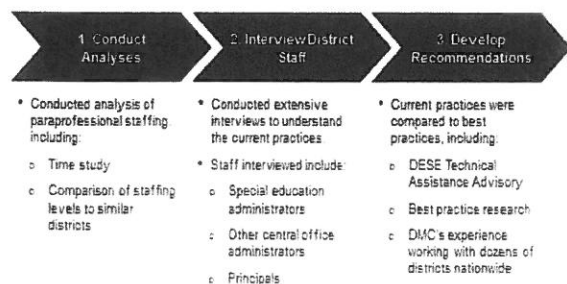 1. Conduct
Analyses
• Conducted analysis of
paraprofessional staffing,
including:
o Time study
o Comparison of staffing
levels to similar
districts
2. Interview District
Staff
• Conducted extensive
interviews to understand
the current practices
• Staff interviewed include:
o Special education
administrators
o Other central office
administrators
o Principals
3. Develop
Recommendations
• Current practices were
compared to best
practices, including:
o DESE Technical
Assistance Advisory
o Best practice research
o DMC's experience
working with dozens of
districts nationwide